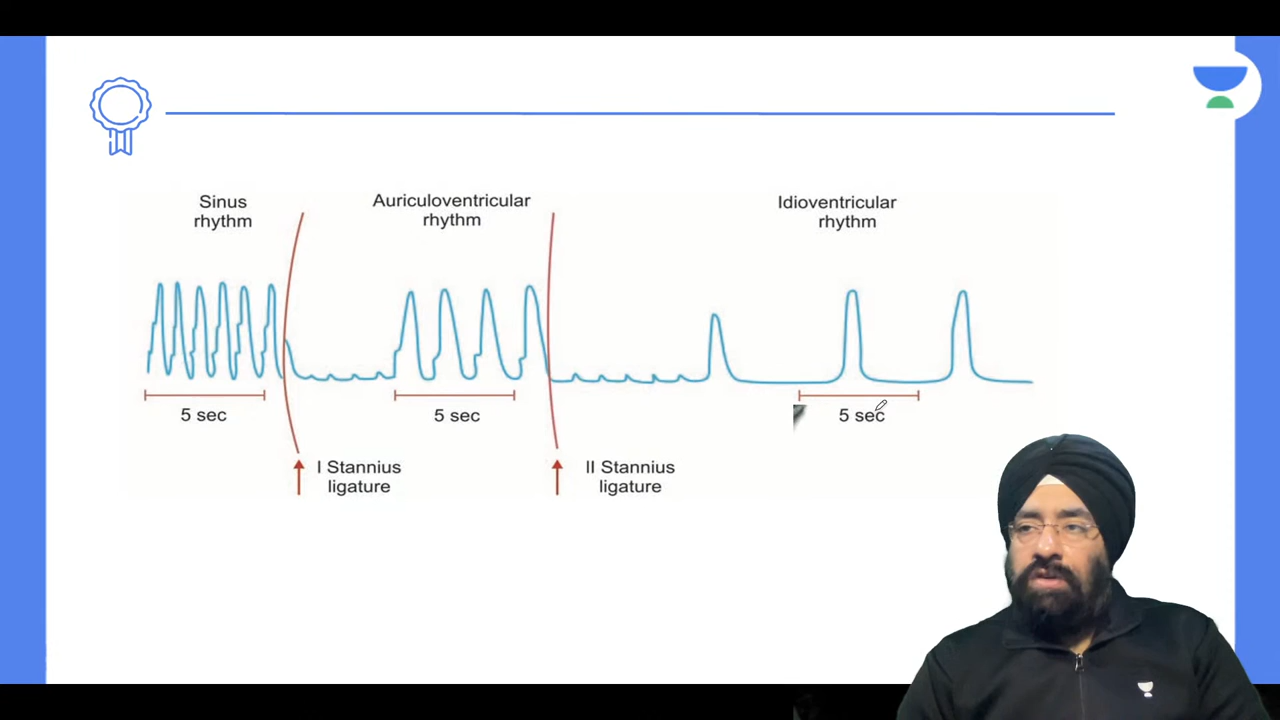 Sinus
rhythm
Auriculoventricular
rhythm
Idioventricular
rhythm
5 sec
5 sec
5 sec
I Stannius
ligature
II Stannius
ligature